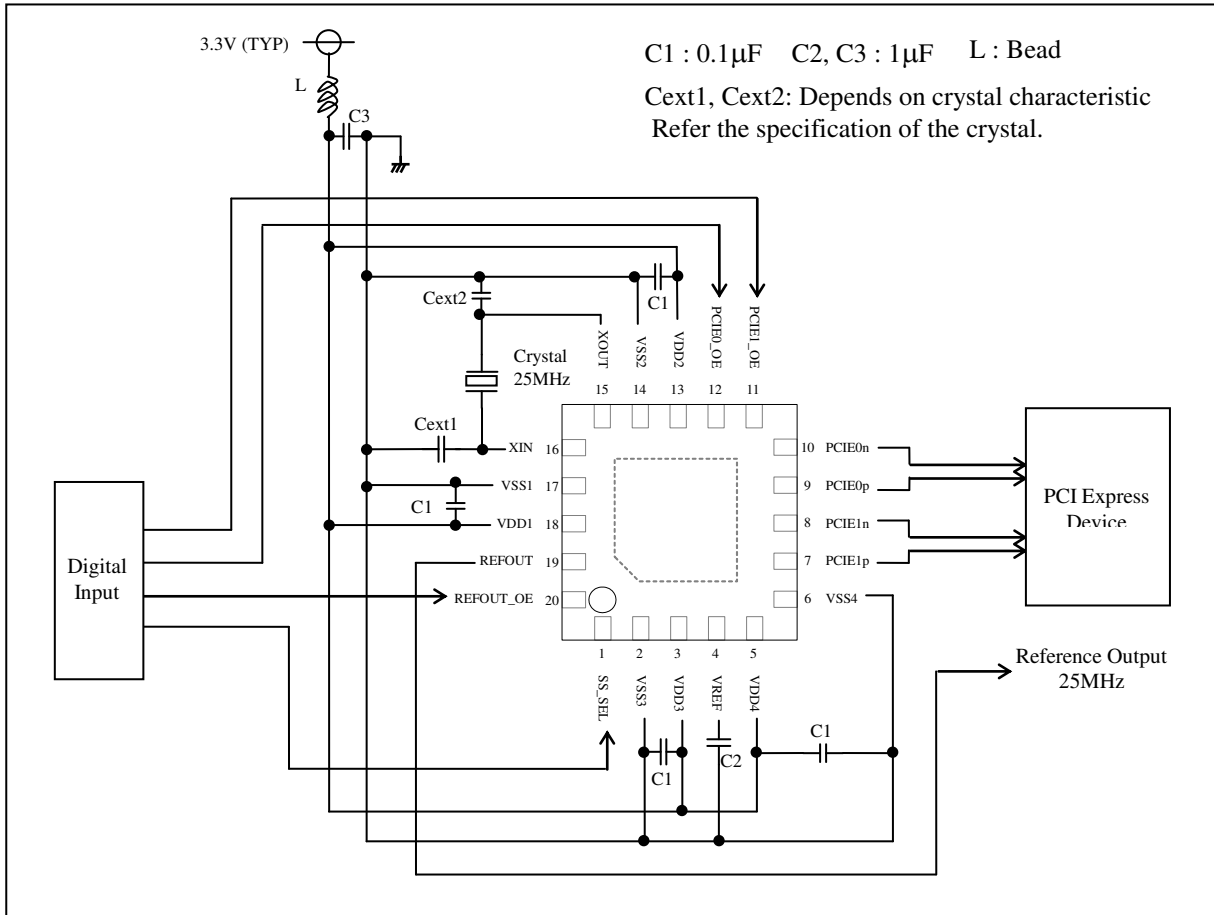 3.3V (TYP)
C1 : 0.1μF C2, C3 : 1μF L : Bead
Cext1, Cext2: Depends on crystal characteristic
Refer the specification of the crystal.
L
C3
Cext2
C1
XOUT
VSS2
VDD2
PCIE0_OE
PCIE1_OE
Crystal
25MHz
15
14
13
12
11
Cext1
XIN
16
VSS1
17
C1
VDD1
18
REFOUT
19
REFOUT_OE
20
10 PCIE0n
9 PCIE0p
8 PCIE1n
7 PCIE1p
6 VSS4
PCI Express
Device
Digital
Input
1
2
3
4
5
SS_SEL
VSS3
VDD3
VREF
VDD4
C1
C2
C1
Reference Output
25MHz